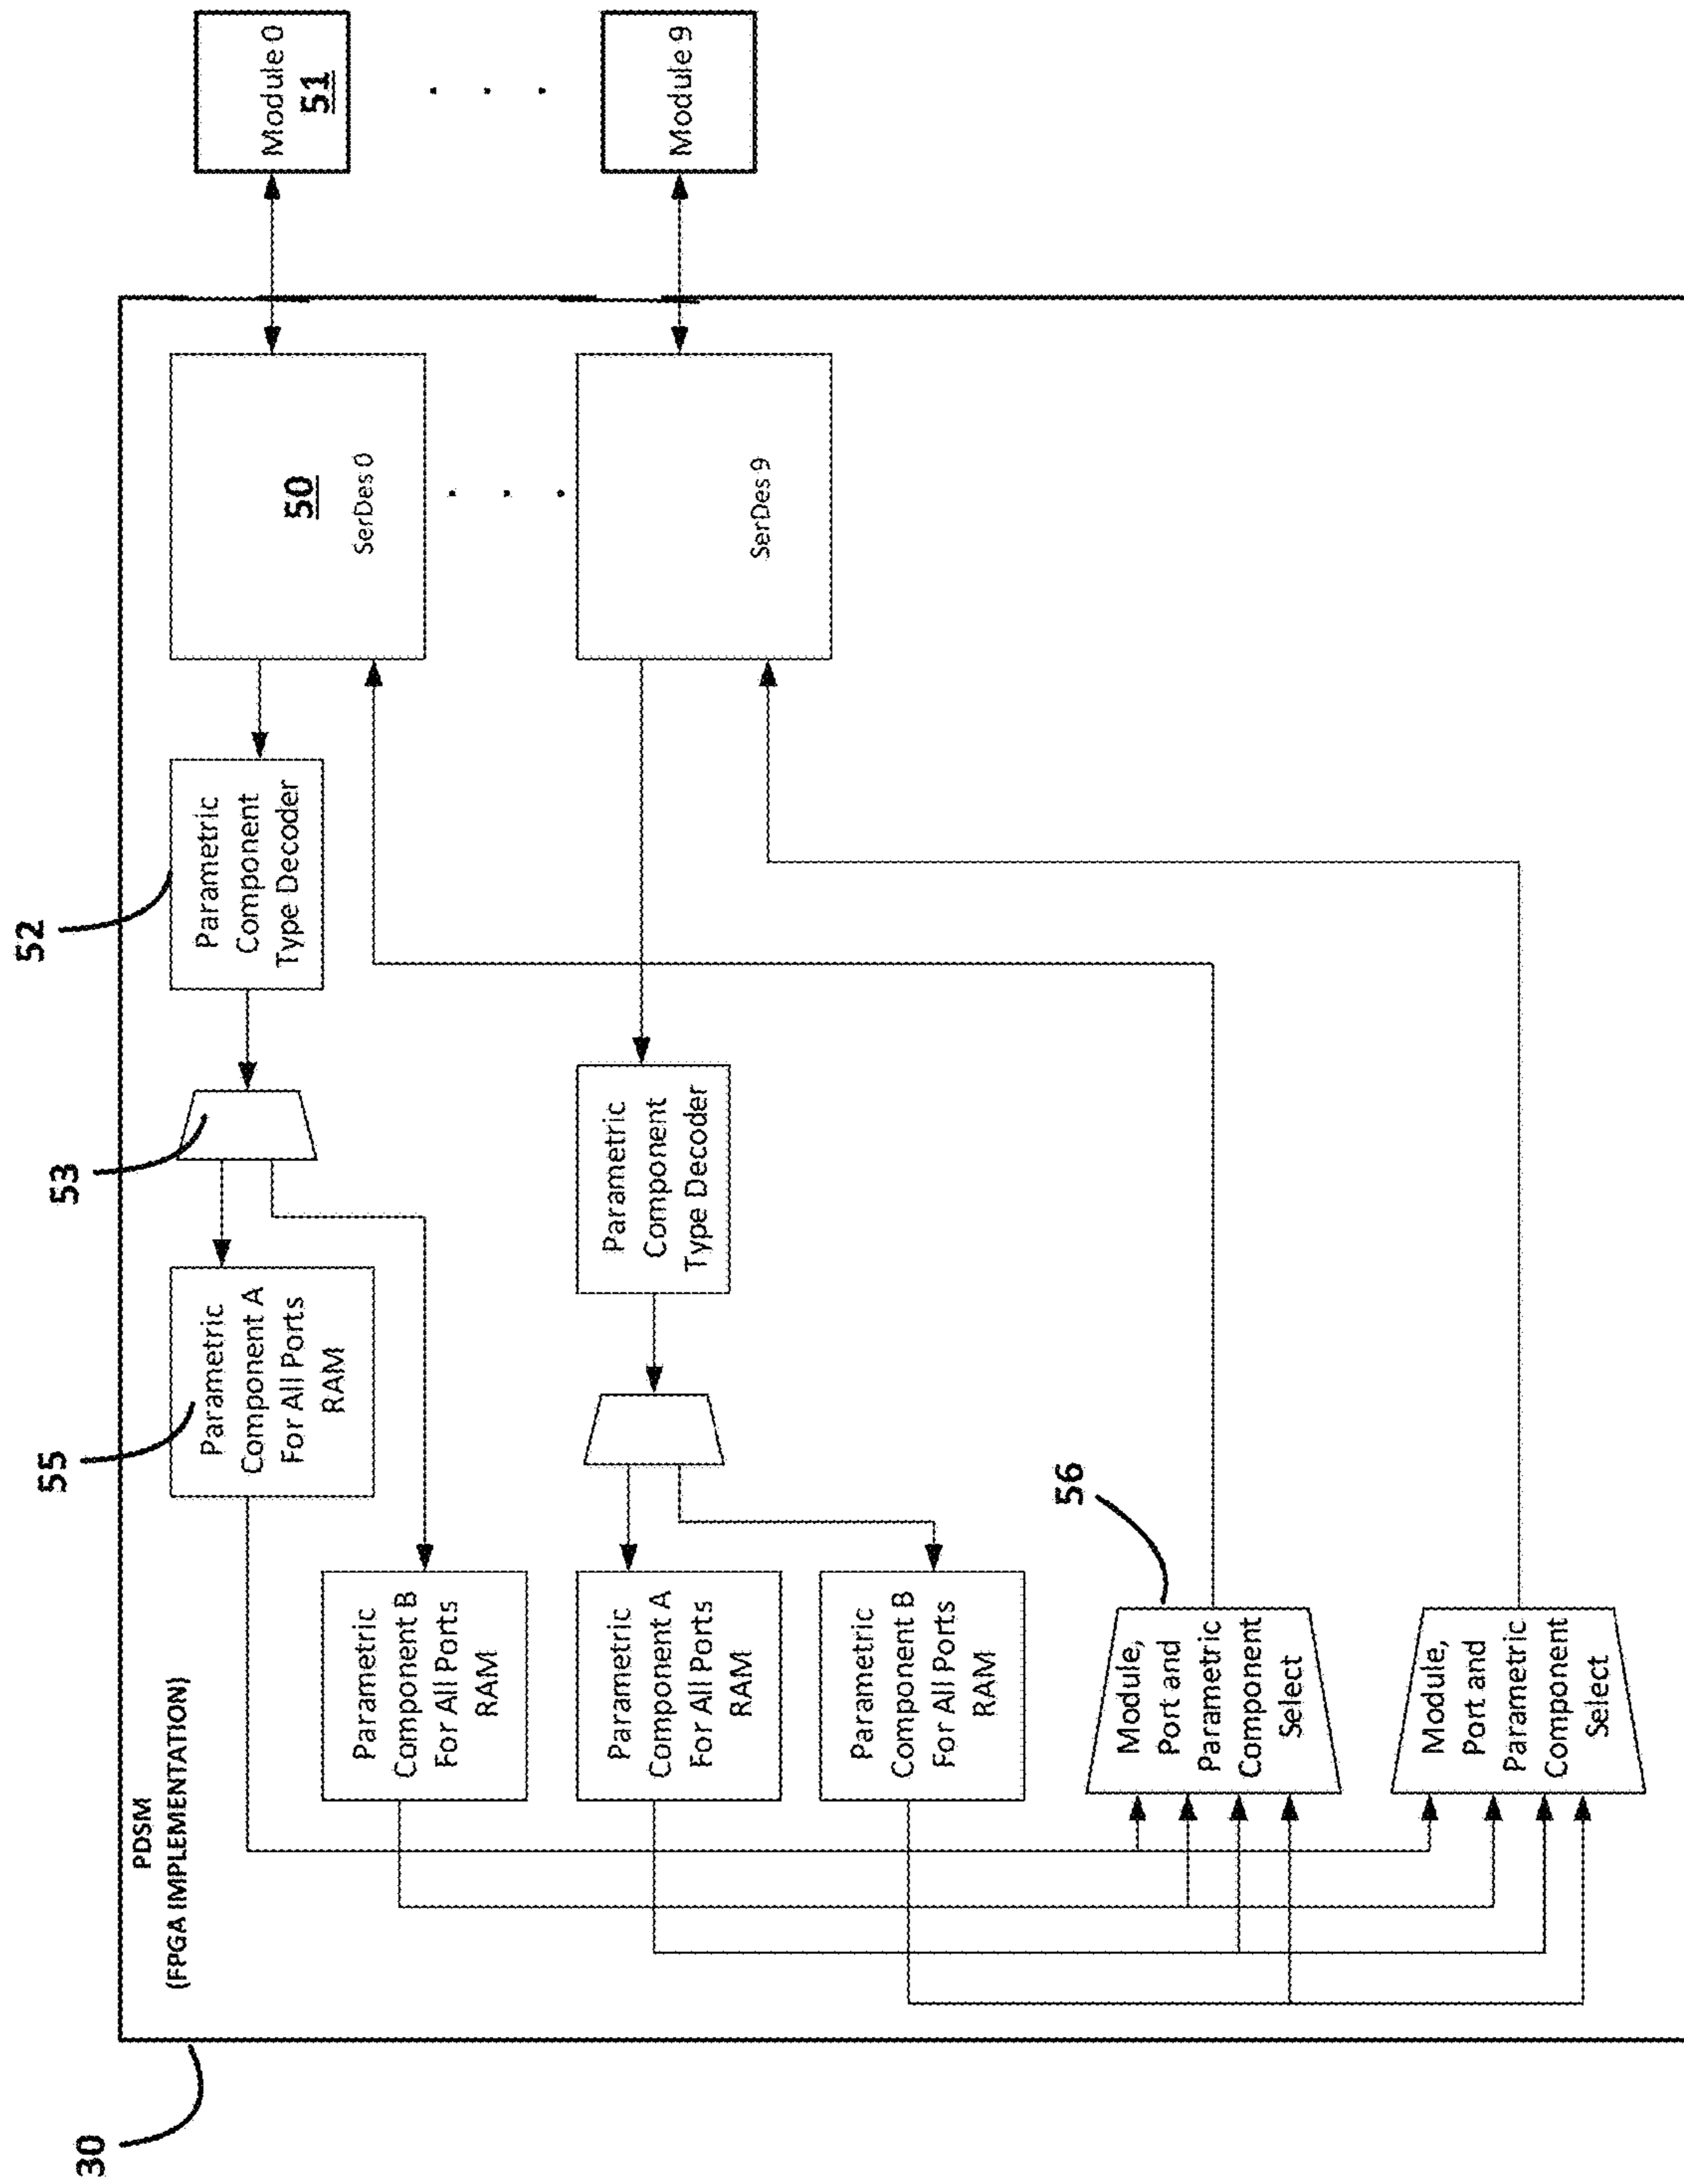 30
PDSM
(FPGA IMPLEMENTATION)
55
Parametric
Component A
For All Ports
RAM
53
52
Parametric
Component
Type Decoder
50
SerDes 0
Module 0
51
Parametric
Component B
For All Ports
RAM
Parametric
Component A
For All Ports
RAM
Parametric
Component
Type Decoder
SerDes 9
Module 9
Parametric
Component B
For All Ports
RAM
56
Module,
Port and
Parametric
Component
Select
Module,
Port and
Parametric
Component
Select